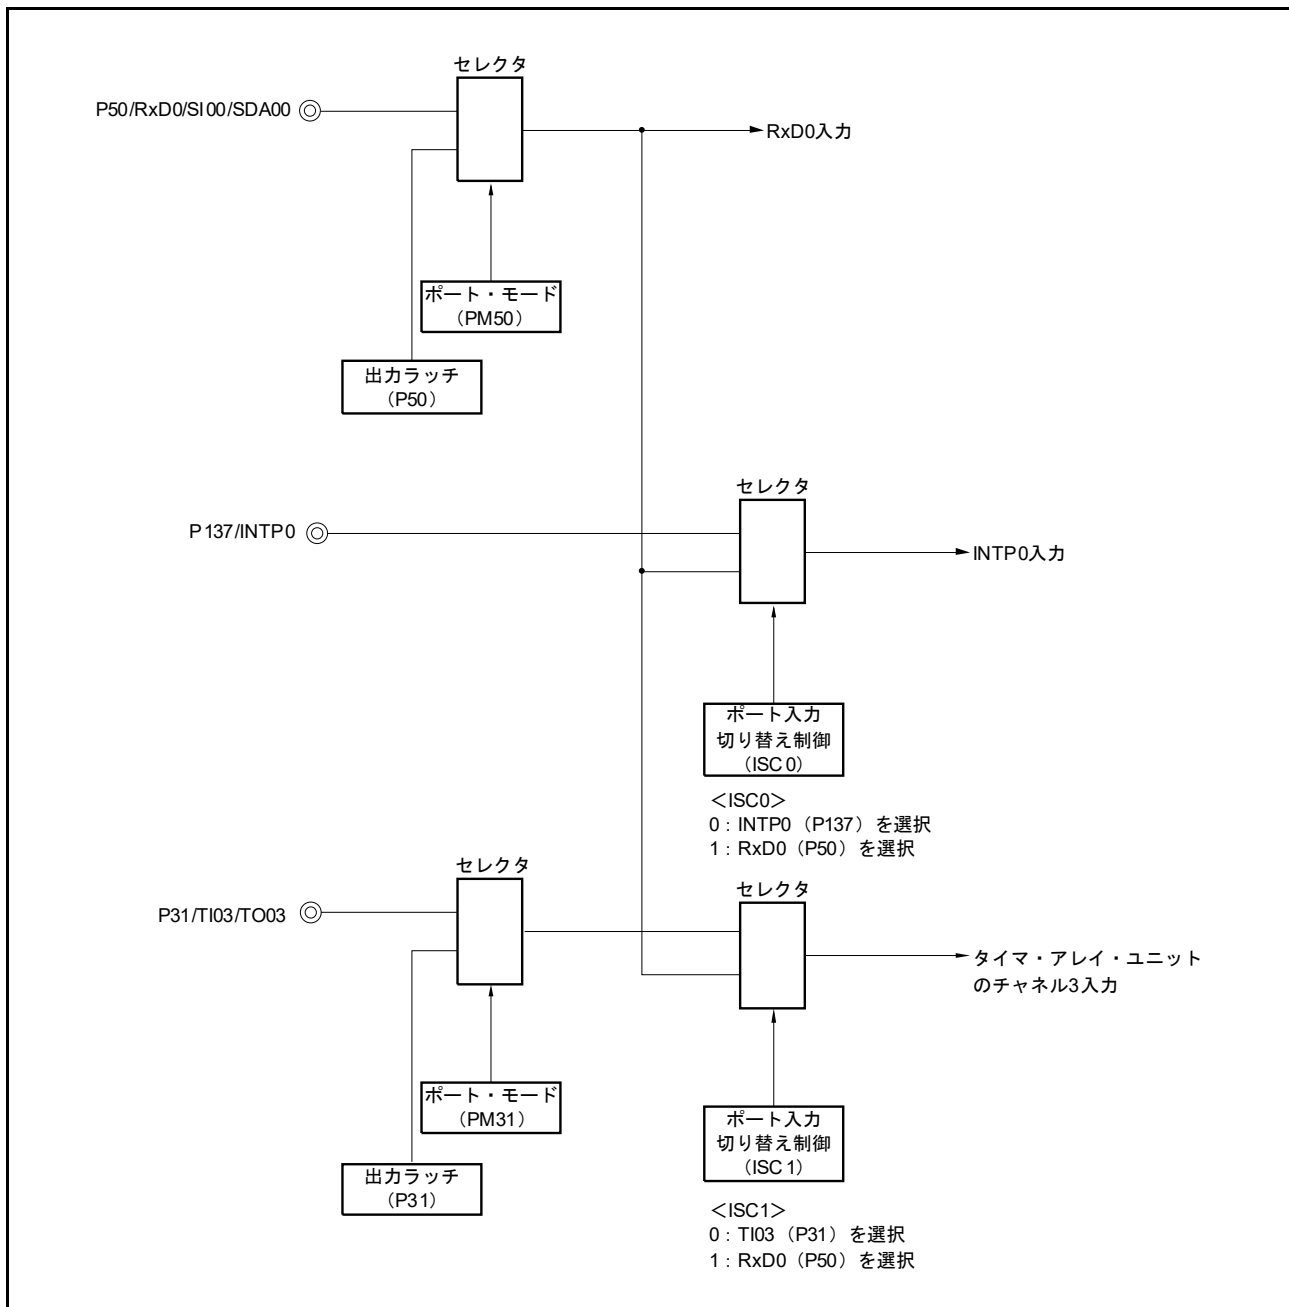 セレクタ
P50/RxD0/SI00/SDA00
RxD0入力
ポート・モード
(PM50)
出力ラッチ
(P50)
セレクタ
P137/INTP0
INTP0入力
ポート入力
切り替え制御
(ISC0)
<ISC0>
0:INTP0(P137)を選択
1:RxD0(P50)を選択
セレクタ
セレクタ
P31/TI03/TO03
タイマ・アレイ・ユニット
のチャネル3入力
ポート・モード
(PM31)
ポート入力
切り替え制御
(ISC1)
出力ラッチ
(P31)
<ISC1>
0:TI03(P31)を選択
1:RxD0(P50)を選択